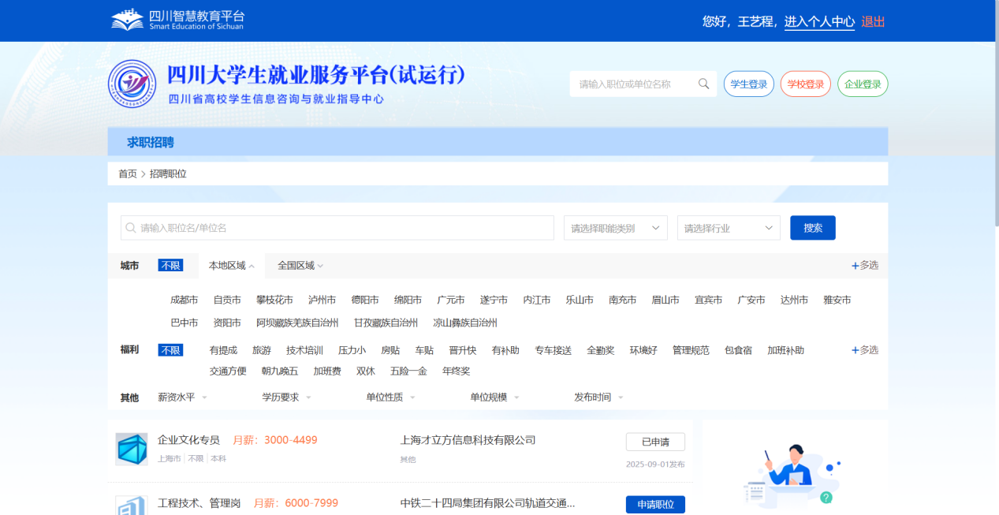 四川智慧教育平台
Smart Education of Sichuan
您好，王艺程，进入个人中心 退出
四川大学生就业服务平台(试运行)
四川省高校学生信息咨询与就业指导中心
请输入职位或单位名称 学生登录 学校登录 企业登录
求职招聘
首页 > 招聘职位
请输入职位名/单位名 请选择职能类别 请选择行业 搜索
城市 不限 本地区域 全国区域 +多选
成都市 自贡市 攀枝花市 泸州市 德阳市 绵阳市 广元市 遂宁市 内江市 乐山市 南充市 眉山市 宜宾市 广安市 达州市 雅安市
巴中市 资阳市 阿坝藏族羌族自治州 甘孜藏族自治州 凉山彝族自治州
福利 不限 有提成 旅游 技术培训 压力小 房贴 车贴 晋升快 有补助 专车接送 全勤奖 环境好 管理规范 包食宿 加班补助 +多选
交通方便 朝九晚五 加班费 双休 五险一金 年终奖
其他 薪资水平 学历要求 单位性质 单位规模 发布时间
企业文化专员 月薪：3000-4499 上海才立方信息科技有限公司 已申请
上海市 | 不限 | 本科 其他 2025-09-01发布
工程技术、管理岗 月薪：6000-7999 中铁二十四局集团有限公司轨道交通... 申请职位
?